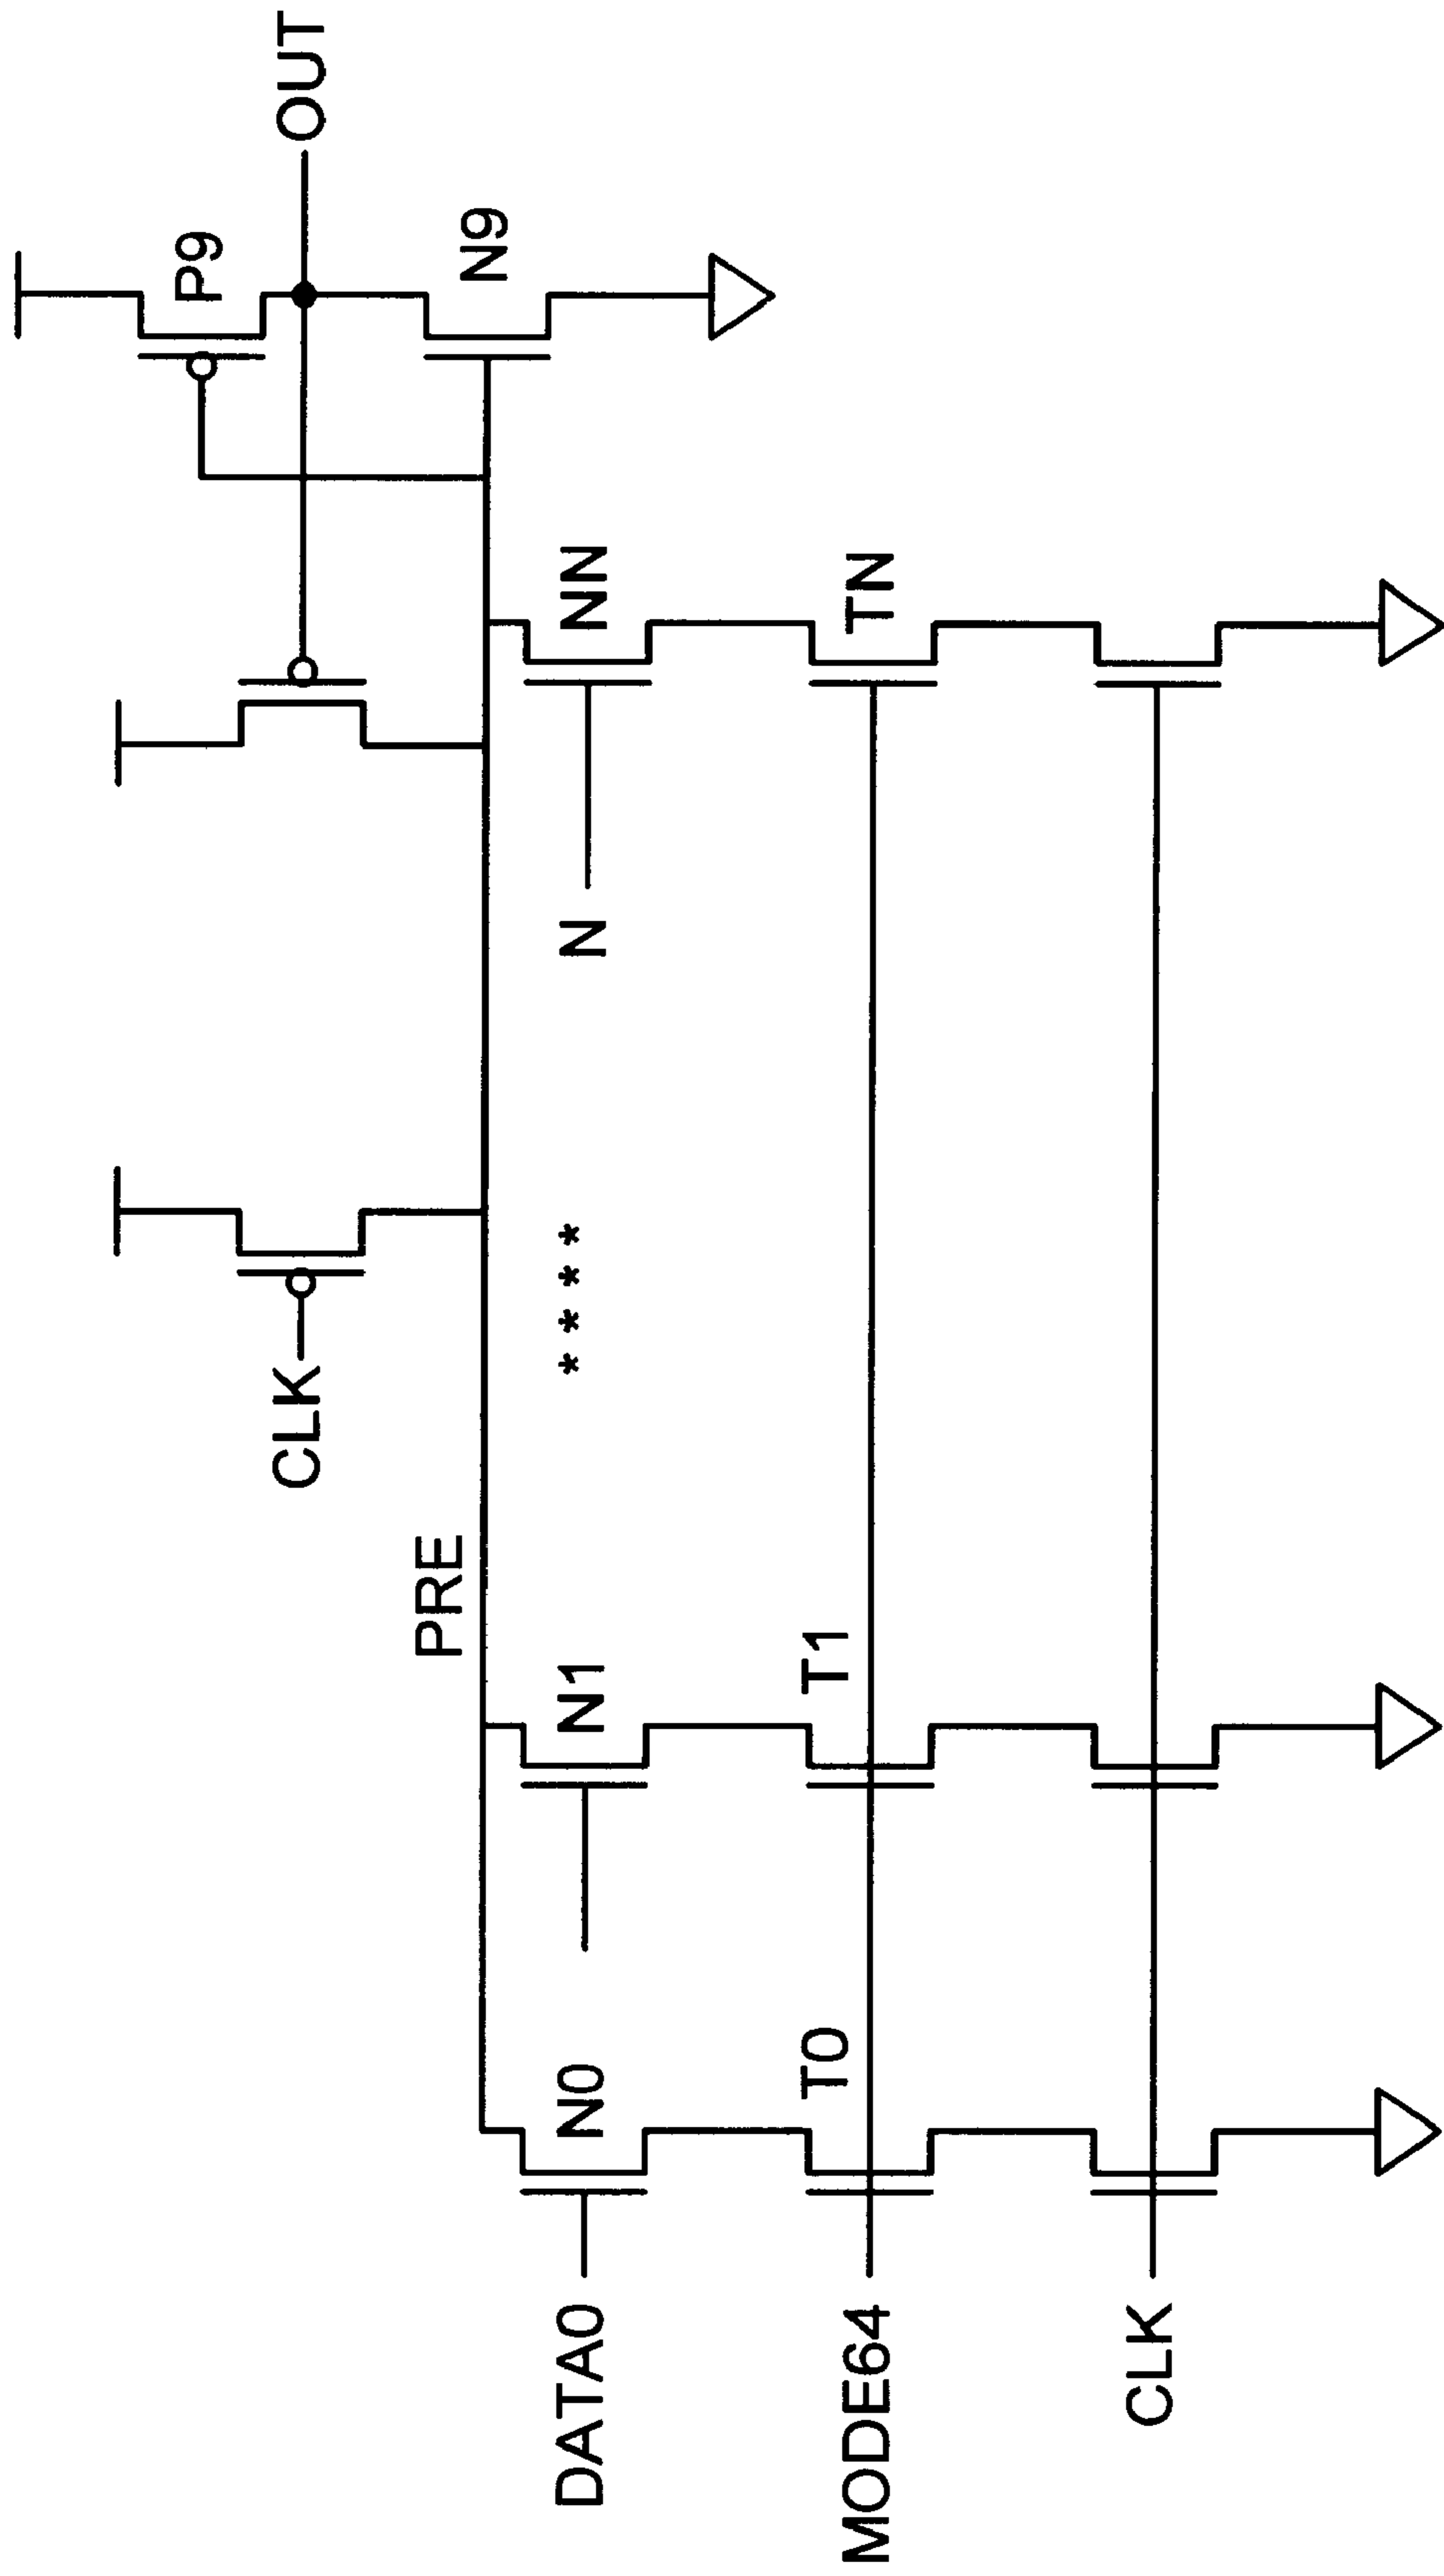 P9
OUT
CLK
PRE
N9
DATA0
N0
N1
****
N
NN
MODE64
T0
T1
TN
CLK